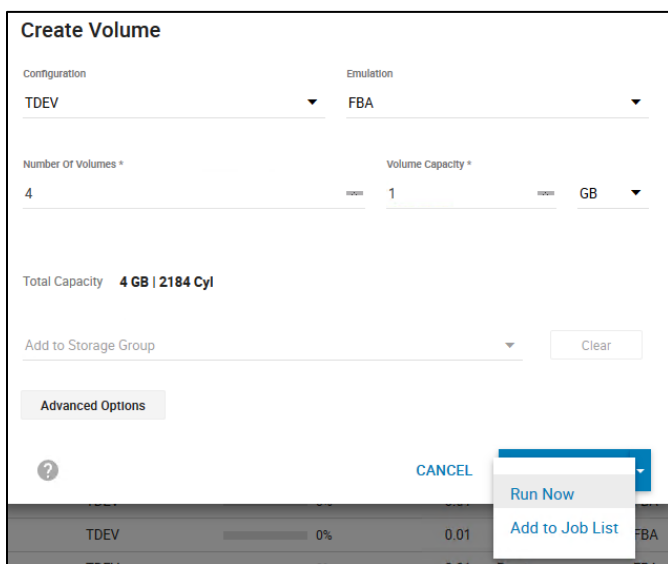 Create Volume
Configuration Emulation
TDEV FBA
Number Of Volumes * Volume Capacity *
4 1 GB
Total Capacity 4 GB | 2184 Cyl
Add to Storage Group Clear
Advanced Options
CANCEL
Run Now
Add to Job List
TDEV 0% 0.01 FBA